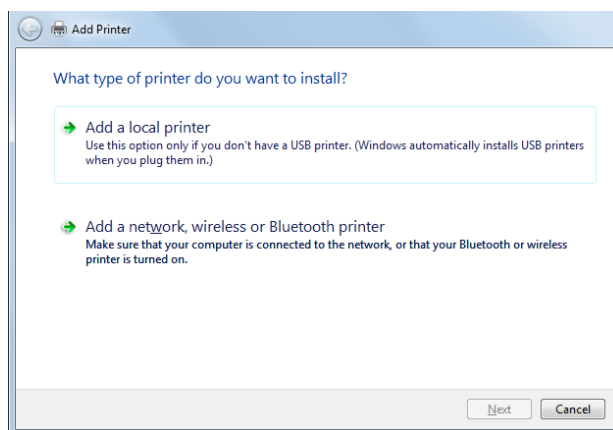 Add Printer
What type of printer do you want to install?
Add a local printer
Use this option only if you don't have a USB printer. (Windows automatically installs USB printers
when you plug them in.)
Add a network, wireless or Bluetooth printer
Make sure that your computer is connected to the network, or that your Bluetooth or wireless
printer is turned on.
Next Cancel